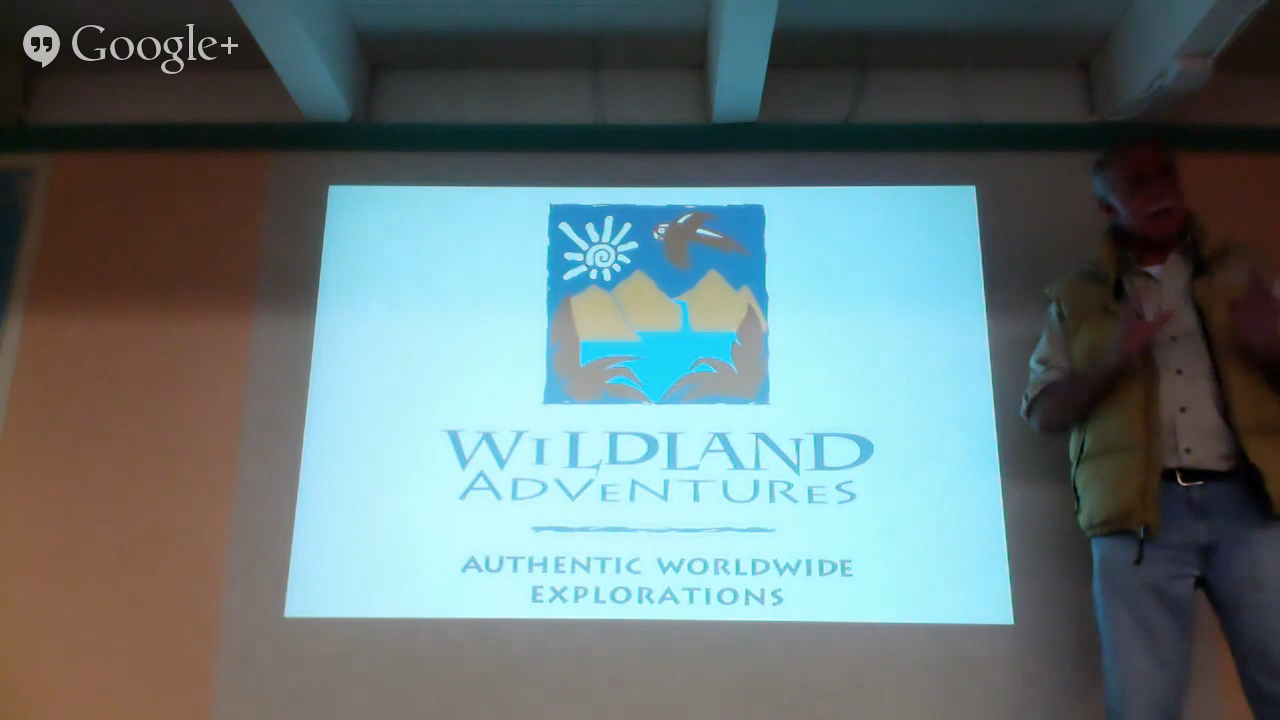 Google+
WiLDLAND
ADVeNTUReS
AUTHENTIC WORLDWIDE
EXPLORATIONS